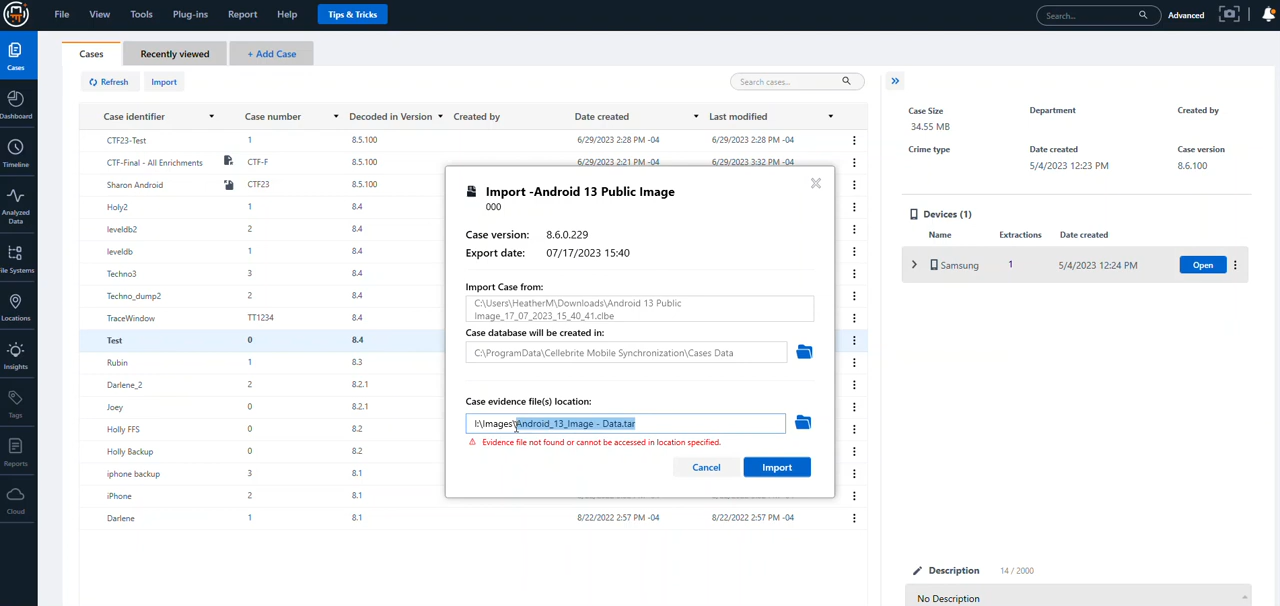 File View Tools Plug-ins Report Help Tips & Tricks Search... Advanced
Cases
Dashboard
Timeline
Analyzed
Data
File Systems
Locations
Insights
Tags
Reports
Cloud
Cases Recently viewed + Add Case
Refresh Import Search cases...
Case identifier Case number Decoded in Version Created by Date created Last modified
CTF23-Test 1 8.5.100 6/29/2023 2:28 PM -04 6/29/2023 2:28 PM -04
CTF-Final - All Enrichments CTF-F 8.5.100 6/29/2023 2:21 PM -04 6/29/2023 3:32 PM -04
Sharon Android CTF23 8.5.100
Holy2 1 8.4
leveldb2 2 8.4
leveldb 1 8.4
Techno3 3 8.4
Techno_dump2 2 8.4
TraceWindow TT1234 8.4
Test 0 8.4
Rubin 1 8.3
Darlene_2 2 8.2.1
Joey 0 8.2.1
Holly FFS 0 8.2
Holly Backup 0 8.2
iphone backup 3 8.1
iPhone 2 8.1
Darlene 1 8.1 8/22/2022 2:57 PM -04 8/22/2022 2:57 PM -04
Import -Android 13 Public Image
000
Case version: 8.6.0.229
Export date: 07/17/2023 15:40
Import Case from:
C:\Users\HeatherM\Downloads\Android 13 Public
Image_17_07_2023_15_40_41.clbe
Case database will be created in:
C:\ProgramData\Cellebrite Mobile Synchronization\Cases Data
Case evidence file(s) location:
I:\Images\Android_13_Image - Data.tar
Evidence file not found or cannot be accessed in location specified.
Cancel Import
Case Size Department Created by
34.55 MB
Crime type Date created Case version
5/4/2023 12:23 PM 8.6.100
Devices (1)
Name Extractions Date created
Samsung 1 5/4/2023 12:24 PM Open
Description 14 / 2000
No Description